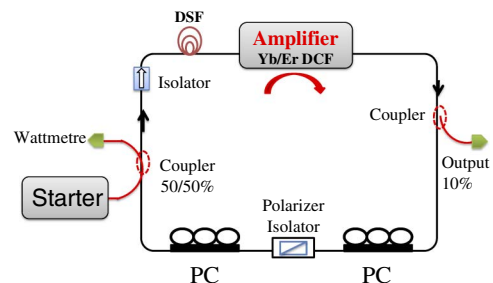 DSF
Amplifier
Yb/Er DCF
Isolator
Coupler
Wattmetre
Coupler
50/50%
Output
10%
Starter
Polarizer
Isolator
PC
PC